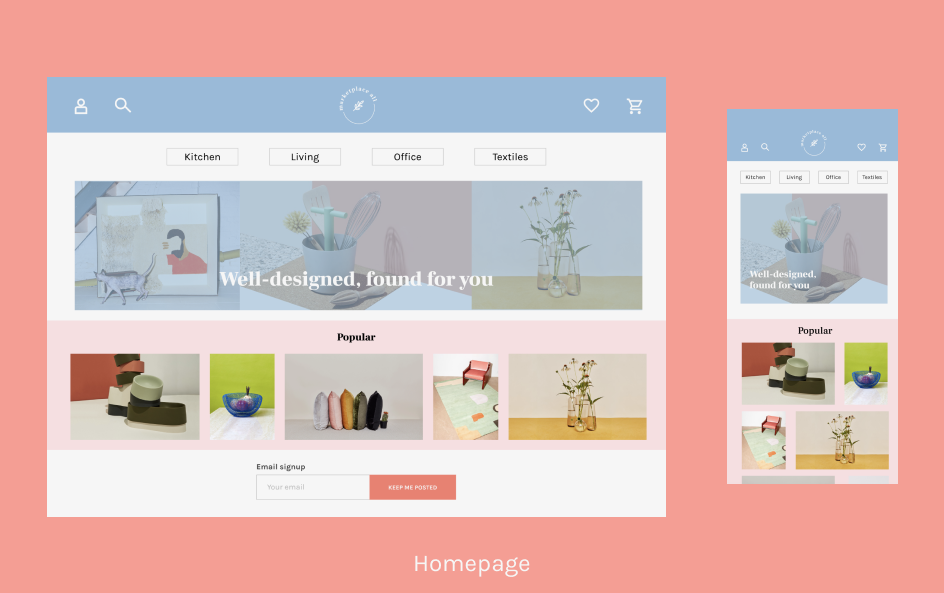 marketplace all
Kitchen
Living
Office
Textiles
Well-designed, found for you
Popular
Email signup
Your email
KEEP ME POSTED
marketplace all
Kitchen
Living
Office
Textiles
Well-designed,
found for you
Popular
Homepage